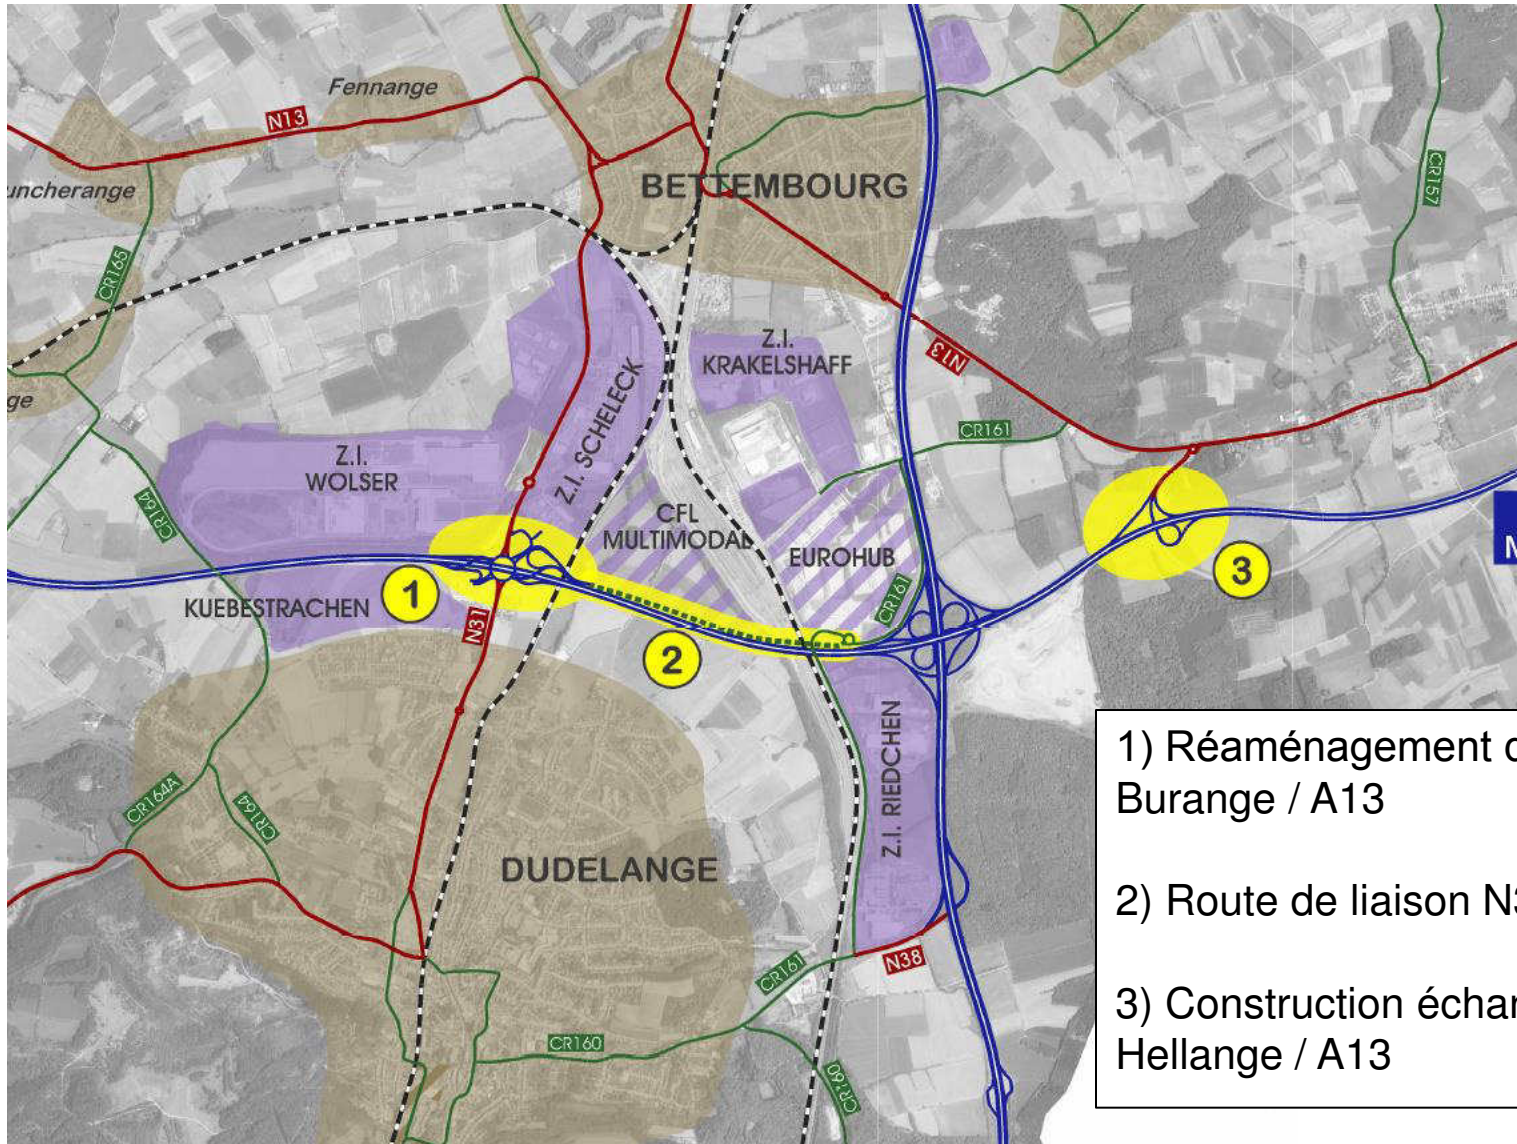 Fennange
N13
uncherange
BETTEMBOURG
CR157
CR165
Z.I.
KRAKELSHAFF
N13
ge
Z.I. SCHELECK
CR161
Z.I.
WOLSER
CR164
CFL
MULTIMODAL
EUROHUB
M
3
1
KUEBESTRACHEN
CR161
N31
2
Z.I. RIEDCHEN
1) Réaménagement
Burange / A13
CR164A
CR164
DUDELANGE
2) Route de liaison
3) Construction
Hellange / A13
CR161
N38
CR160
CR160